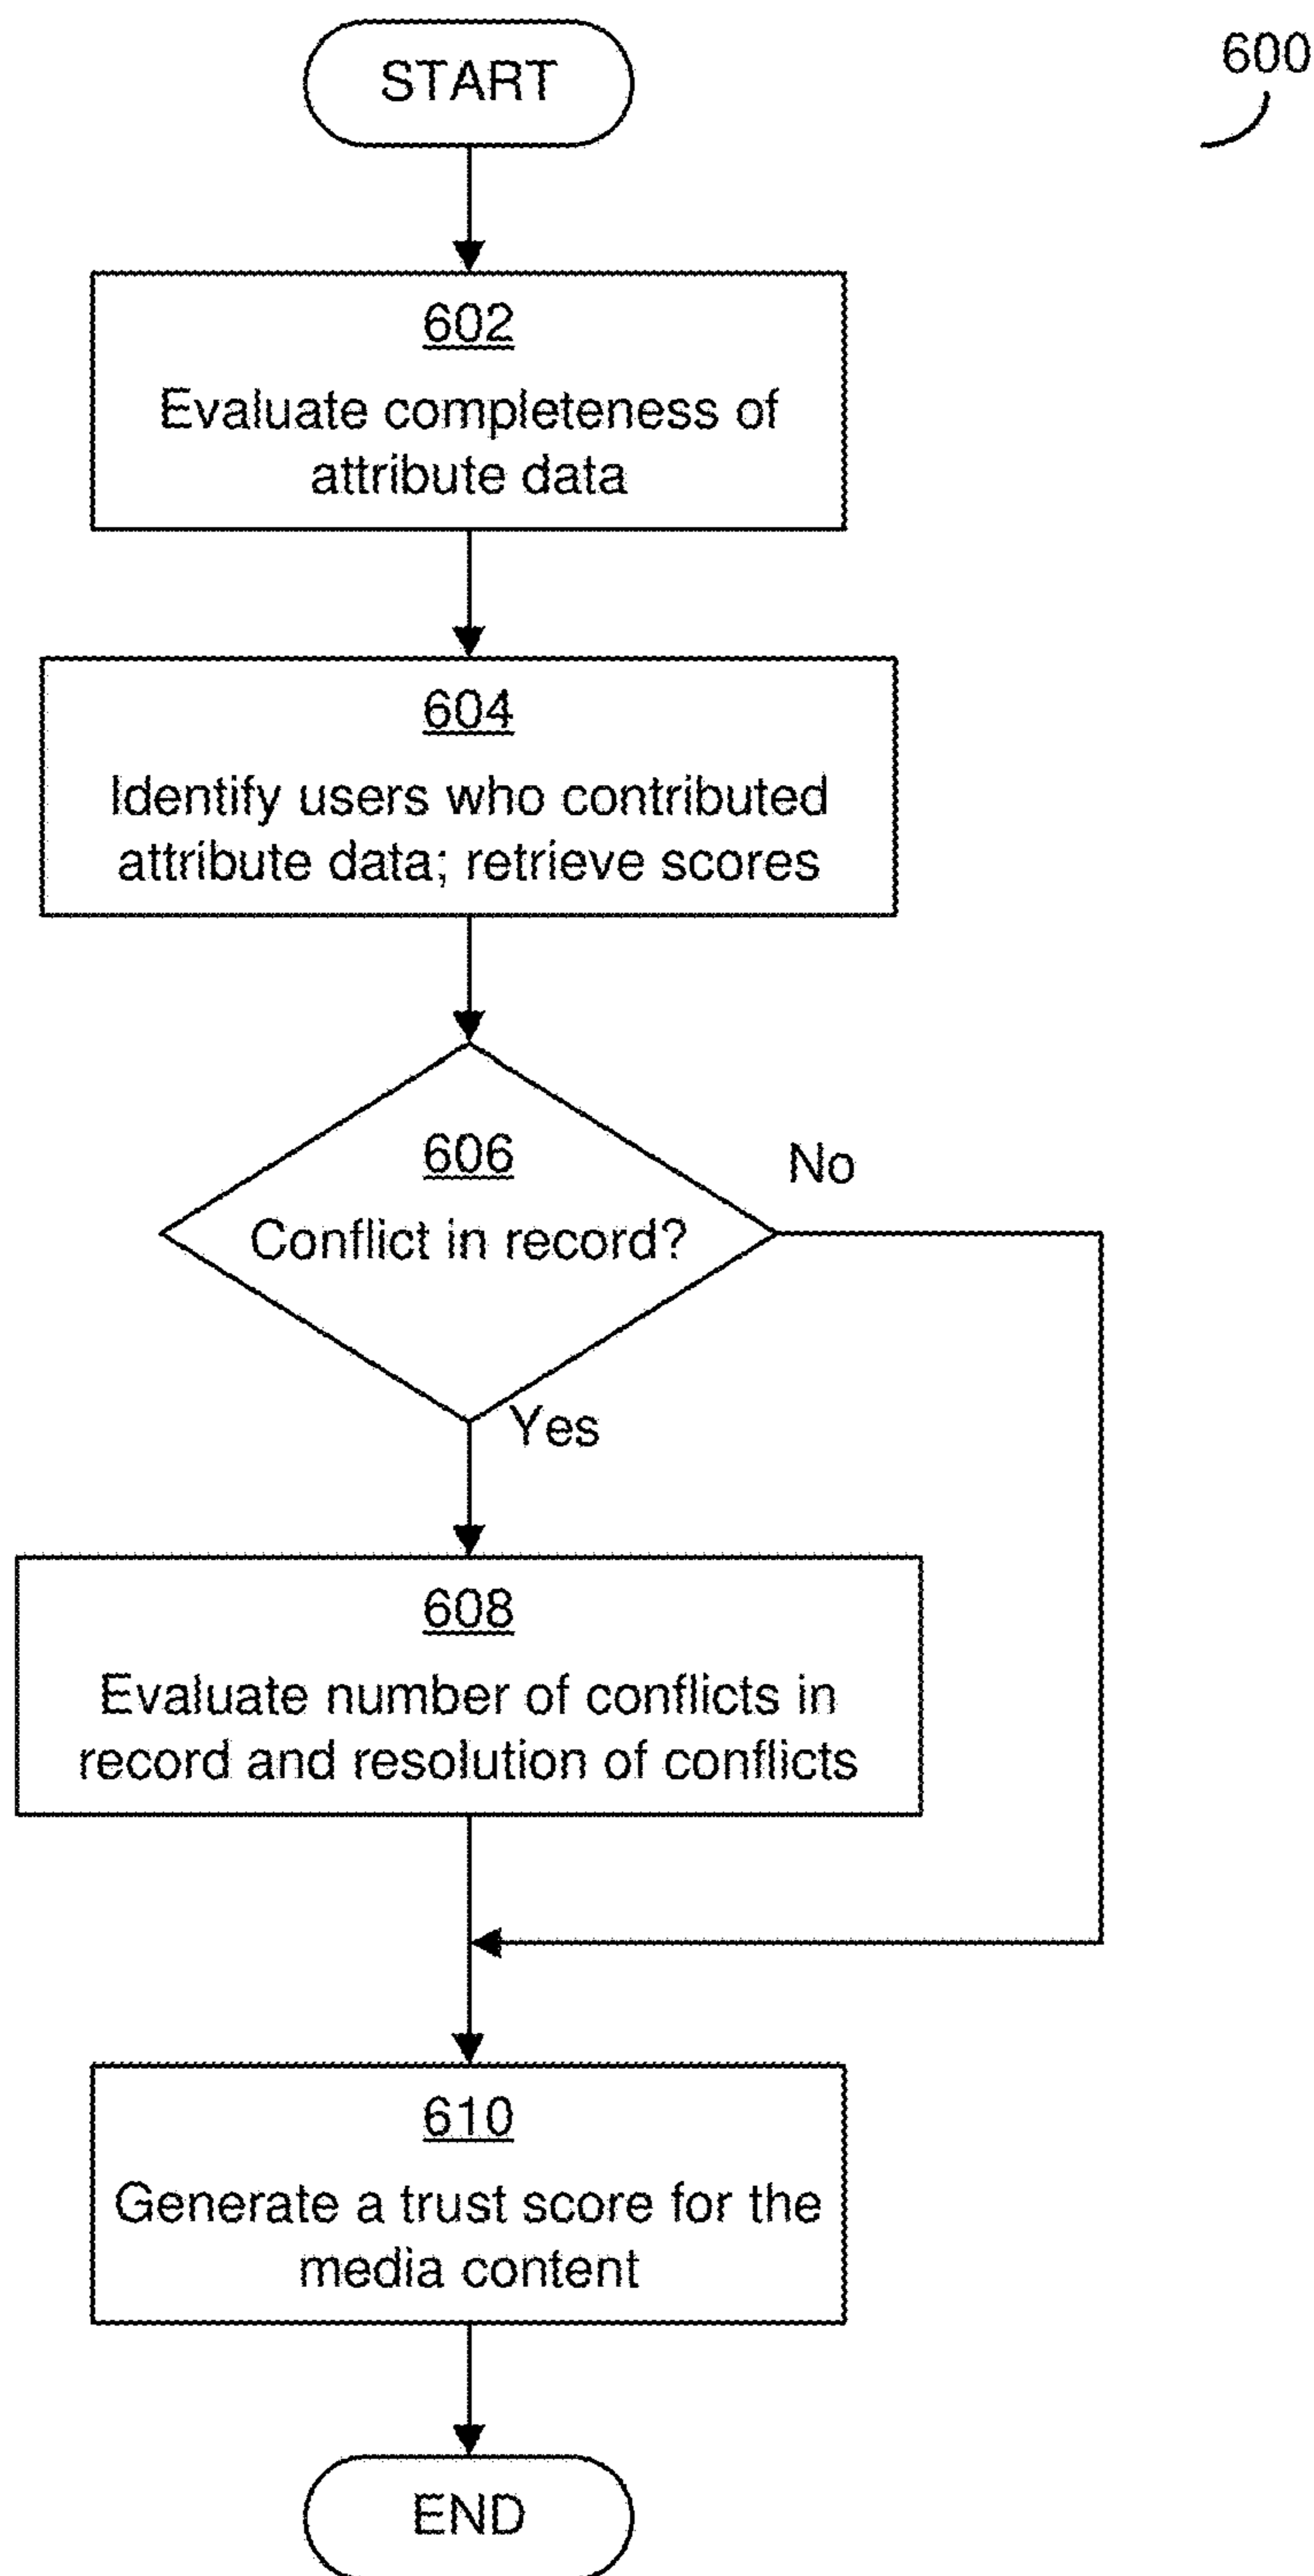 START
600
602
Evaluate completeness of
attribute data
604
Identify users who contributed
attribute data; retrieve scores
606
Conflict in record?
No
Yes
608
Evaluate number of conflicts in
record and resolution of conflicts
610
Generate a trust score for the
media content
END